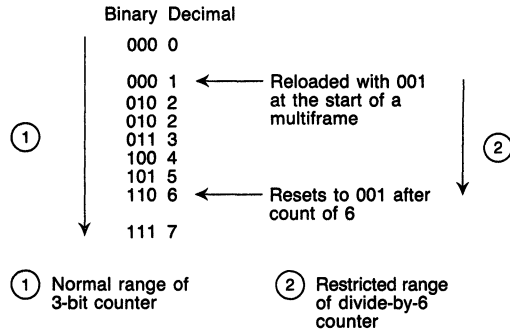 Binary Decimal
000 0
000 1
Reloaded with 001
at the start of a
multiframe
010 2
010 2
011 3
100 4
101 5
110 6
Resets to 001 after
count of 6
111 7
1
2
1 Normal range of
3-bit counter
2 Restricted range
of divide-by-6
counter